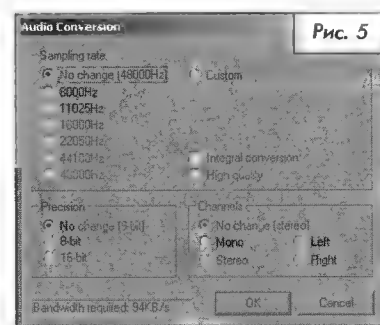 Audio Conversion
Рис. 5
Sampling rate:
No change (48000Hz)
Custom
8000Hz
11025Hz
16000Hz
22050Hz
44100Hz
Integral conversion
48000Hz
High quality
Precision
Channels
No change
No change (stereo)
8-bit
Mono
Left
16-bit
Stereo
Right
Bandwidth required: 94KB/s
OK
Cancel